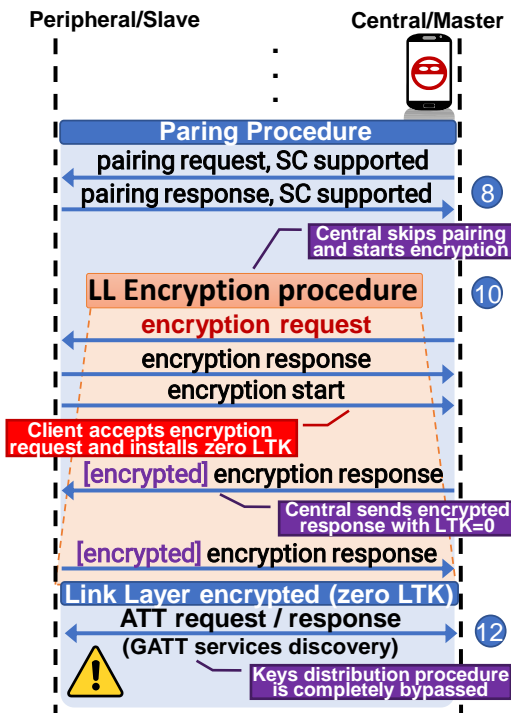 Peripheral/Slave
Central/Master
Paring Procedure
pairing request, SC supported
pairing response, SC supported
8
Central skips pairing
and starts encryption
LL Encryption procedure
10
encryption request
encryption response
encryption start
Client accepts encryption
request and installs zero LTK
[encrypted] encryption response
Central sends encrypted
response with LTK=0
[encrypted] encryption response
Link Layer encrypted (zero LTK)
ATT request / response
12
(GATT services discovery)
Keys distribution procedure
is completely bypassed